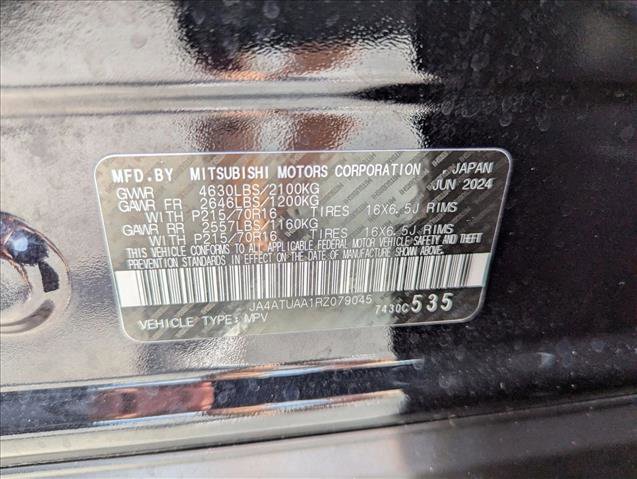 MFD.BY MITSUBISHI MOTORS CORPORATION, JAPAN
GVWR 4630LBS/2100KG JUN 2024
GAWR FR 2646LBS/1200KG
WITH P215/70R16 TIRES 16X6.5J RIMS
GAWR RR 2557LBS/1160KG
WITH P215/70R16 TIRES 16X6.5J RIMS
THIS VEHICLE CONFORMS TO ALL APPLICABLE FEDERAL MOTOR VEHICLE SAFETY AND THEFT
PREVENTION STANDARDS IN EFFECT ON THE DATE OF MANUFACTURE SHOWN ABOVE.
JA4ATUAA1RZ079045
7430C535
VEHICLE TYPE: MPV